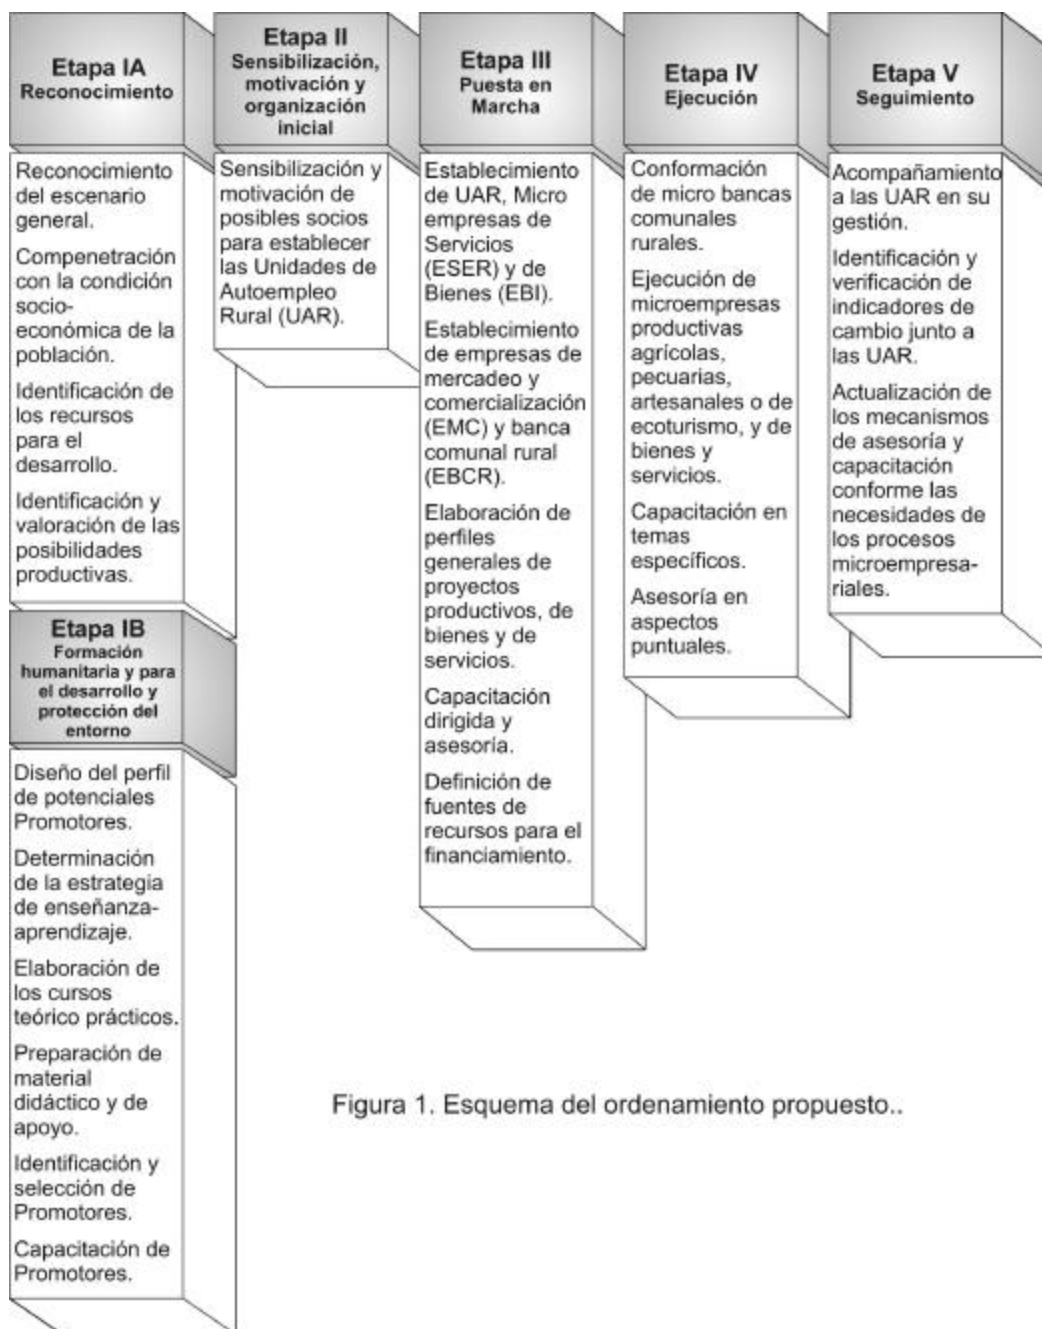 Etapa IA
Reconocimiento
Reconocimiento
del escenario
general.
Compenetración
con la condición
socio-
económica de la
población.
Identificación de
los recursos
para el
desarrollo.
Identificación y
valoración de las
posibilidades
productivas.
Etapa IB
Formación
humanitaria y para
el desarrollo y
protección del
entorno
Diseño del perfil
de potenciales
Promotores.
Determinación
de la estrategia
de enseñanza-
aprendizaje.
Elaboración de
los cursos
teórico prácticos.
Preparación de
material
didáctico y de
apoyo.
Identificación y
selección de
Promotores.
Capacitación de
Promotores.
Etapa II
Sensibilización,
motivación y
organización
inicial
Sensibilización y
motivación de
posibles socios
para establecer
las Unidades de
Autoempleo
Rural (UAR).
Etapa III
Puesta en
Marcha
Establecimiento
de UAR, Micro
empresas de
Servicios
(ESER) y de
Bienes (EBI).
Establecimiento
de empresas de
mercadeo y
comercialización
(EMC) y banca
comunal rural
(EBCR).
Elaboración de
perfiles
generales de
proyectos
productivos, de
bienes y de
servicios.
Capacitación
dirigida y
asesoría.
Definición de
fuentes de
recursos para el
financiamiento.
Etapa IV
Ejecución
Conformación
de micro bancas
comunales
rurales.
Ejecución de
microempresas
productivas
agrícolas,
pecuarias,
artesanales o de
ecoturismo, y de
bienes y
servicios.
Capacitación en
temas
específicos.
Asesoría en
aspectos
puntuales.
Etapa V
Seguimiento
Acompañamiento
a las UAR en su
gestión.
Identificación y
verificación de
indicadores de
cambio junto a
las UAR.
Actualización de
los mecanismos
de asesoría y
capacitación
conforme las
necesidades de
los procesos
microempresa-
riales.
Figura 1. Esquema del ordenamiento propuesto..